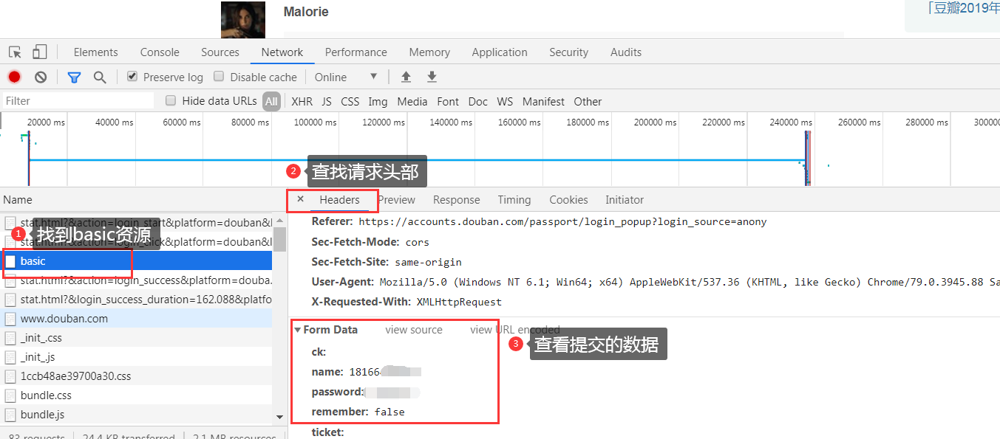 Malorie
「豆瓣2019年
Elements Console Sources Network Performance Memory Application Security Audits
Preserve log Disable cache Online
Filter Hide data URLs All XHR JS CSS Img Media Font Doc WS Manifest Other
20000 ms 40000 ms 60000 ms 80000 ms 100000 ms 120000 ms 140000 ms 160000 ms 180000 ms 200000 ms 220000 ms 240000 ms 260000 ms 280000 ms 30000
2 查找请求头部
Name
× Headers Preview Response Timing Cookies Initiator
stat.html?&action=login_start&platform=douban&l
1 找到basic资源
stat.html?&action=login_click&platform=douban&l
basic
stat.html?&action=login_success&platform=douba.
stat.html?&login_success_duration=162.088&platfo
www.douban.com
_init_.css
_init_.js
1ccb48ae39700a30.css
bundle.css
bundle.js
83 requests 24.4 KB transferred 2.1 MB resources
Referer: https://accounts.douban.com/passport/login_popup?login_source=anony
Sec-Fetch-Mode: cors
Sec-Fetch-Site: same-origin
User-Agent: Mozilla/5.0 (Windows NT 6.1; Win64; x64) AppleWebKit/537.36 (KHTML, like Gecko) Chrome/79.0.3945.88 Sa
X-Requested-With: XMLHttpRequest
Form Data view source view URL encoded
3 查看提交的数据
ck:
name: 18166
password:
remember: false
ticket: